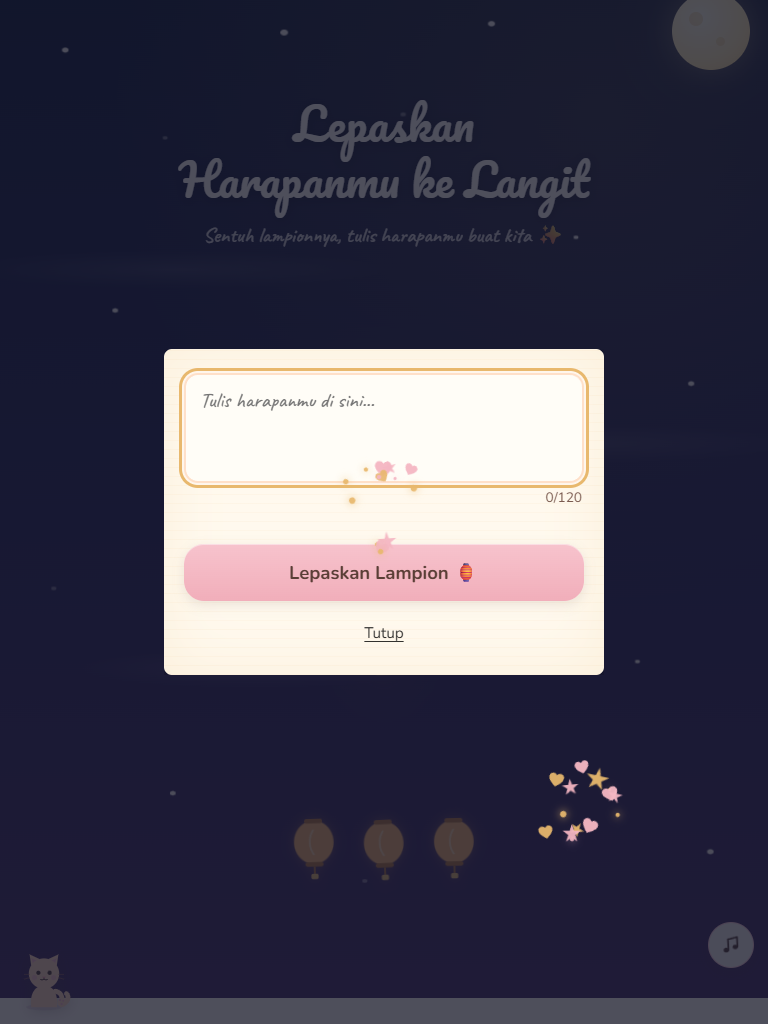 Lepaskan
Harapanmu ke Langit
Sentuh lampionnya, tulis harapanmu buat kita ✨
Tulis harapanmu di sini...
0/120
Lepaskan Lampion 🏮
Tutup